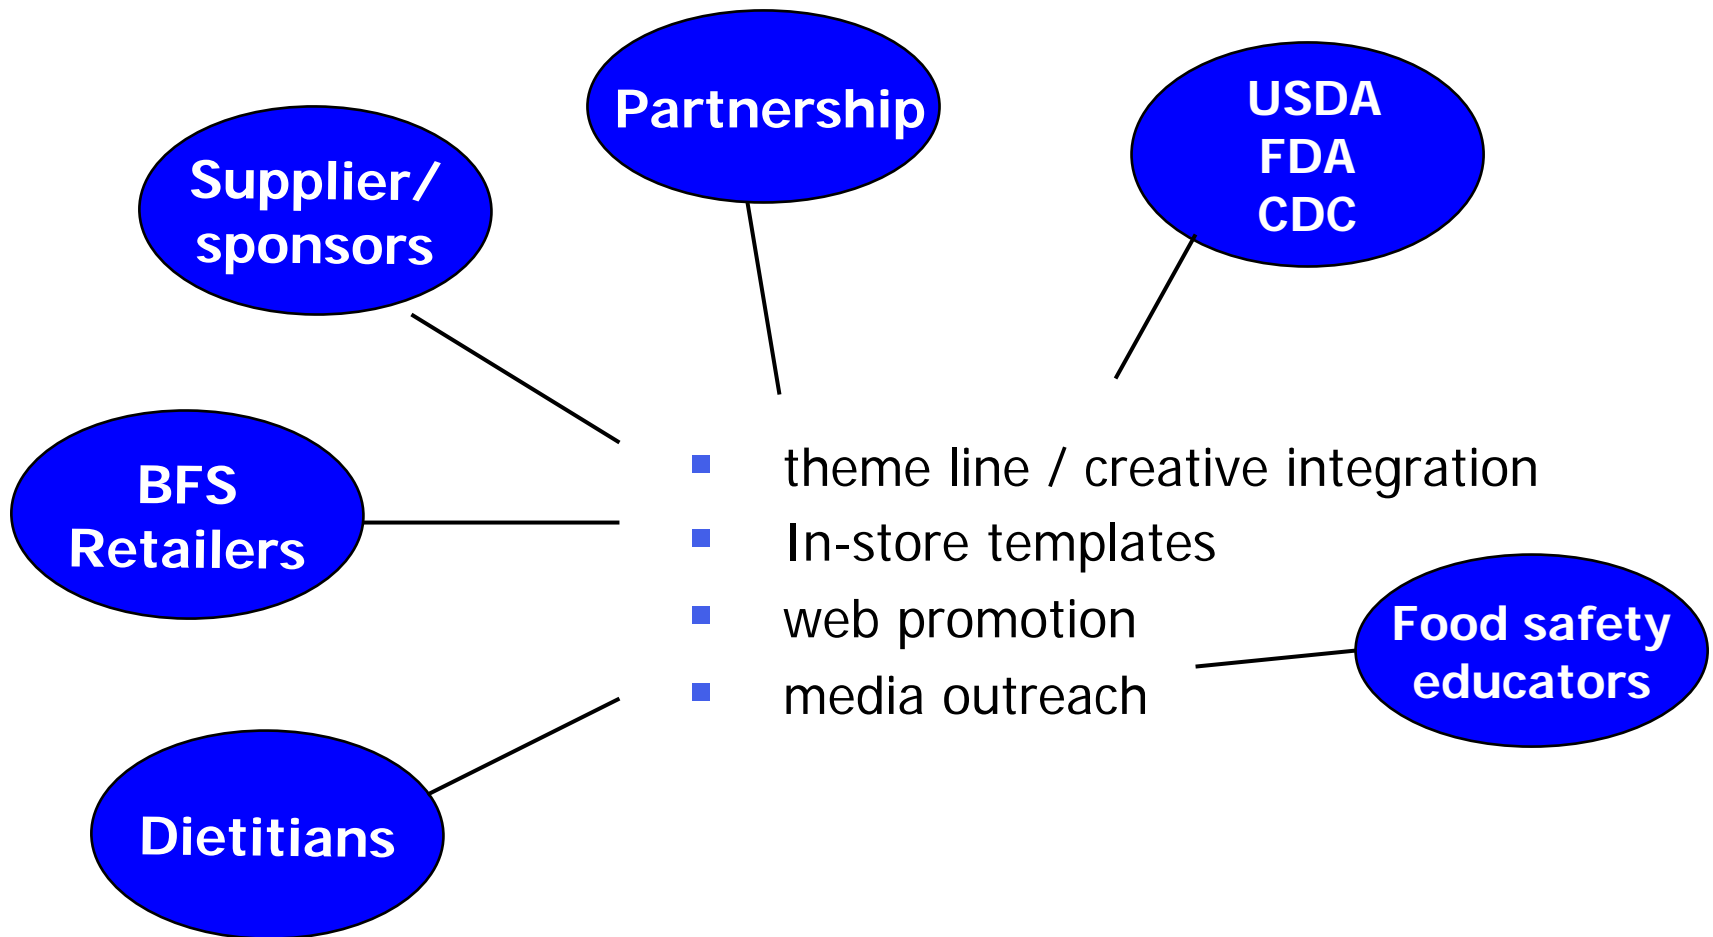 Partnership
USDA
FDA
CDC
Supplier/
sponsors
BFS
Retailers
theme line / creative integration
In-store templates
web promotion
media outreach
Food safety
educators
Dietitians